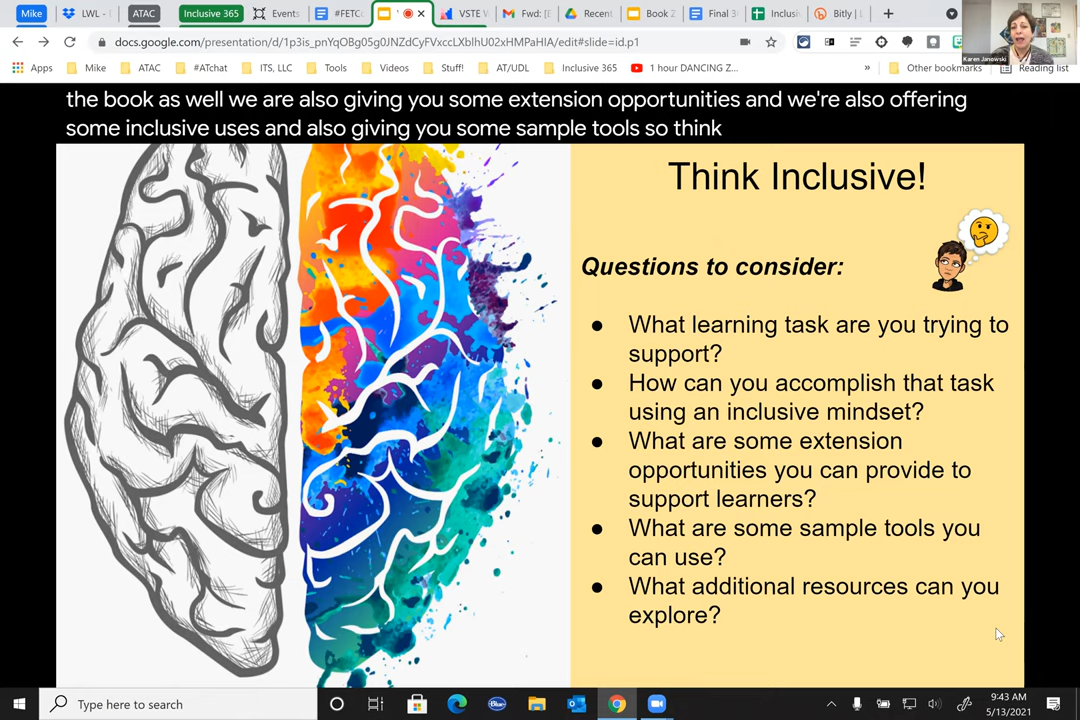 Mike
LWL - E
ATAC
Inclusive 365
Events
#FETC
VSTE W
Fwd: [E
Recent
Book 2
Final 3
Inclusi
Bitly | L
docs.google.com/presentation/d/1p3is_pnYqOBg05g0JNZdCyFVxccLXblhU02xHMPaHIA/edit#slide=id.p1
Karen Janowski
Apps
Mike
ATAC
#ATchat
ITS, LLC
Tools
Videos
Stuff!
AT/UDL
Inclusive 365
1 hour DANCING Z...
»
Other bookmarks
Reading list
the book as well we are also giving you some extension opportunities and we're also offering
some inclusive uses and also giving you some sample tools so think
Think Inclusive!
Questions to consider:
● What learning task are you trying to
support?
● How can you accomplish that task
using an inclusive mindset?
● What are some extension
opportunities you can provide to
support learners?
● What are some sample tools you
can use?
● What additional resources can you
explore?
Type here to search
9:43 AM
5/13/2021